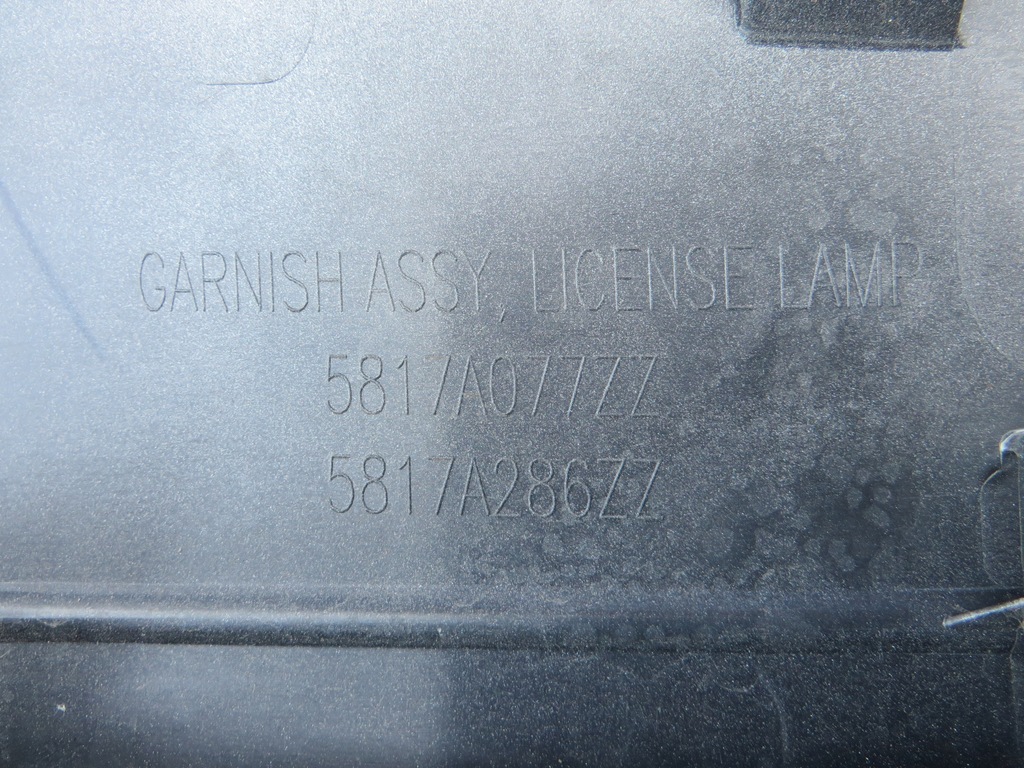 GARNISH ASSY, LICENSE LAMP
5817A077ZZ
5817A286ZZ